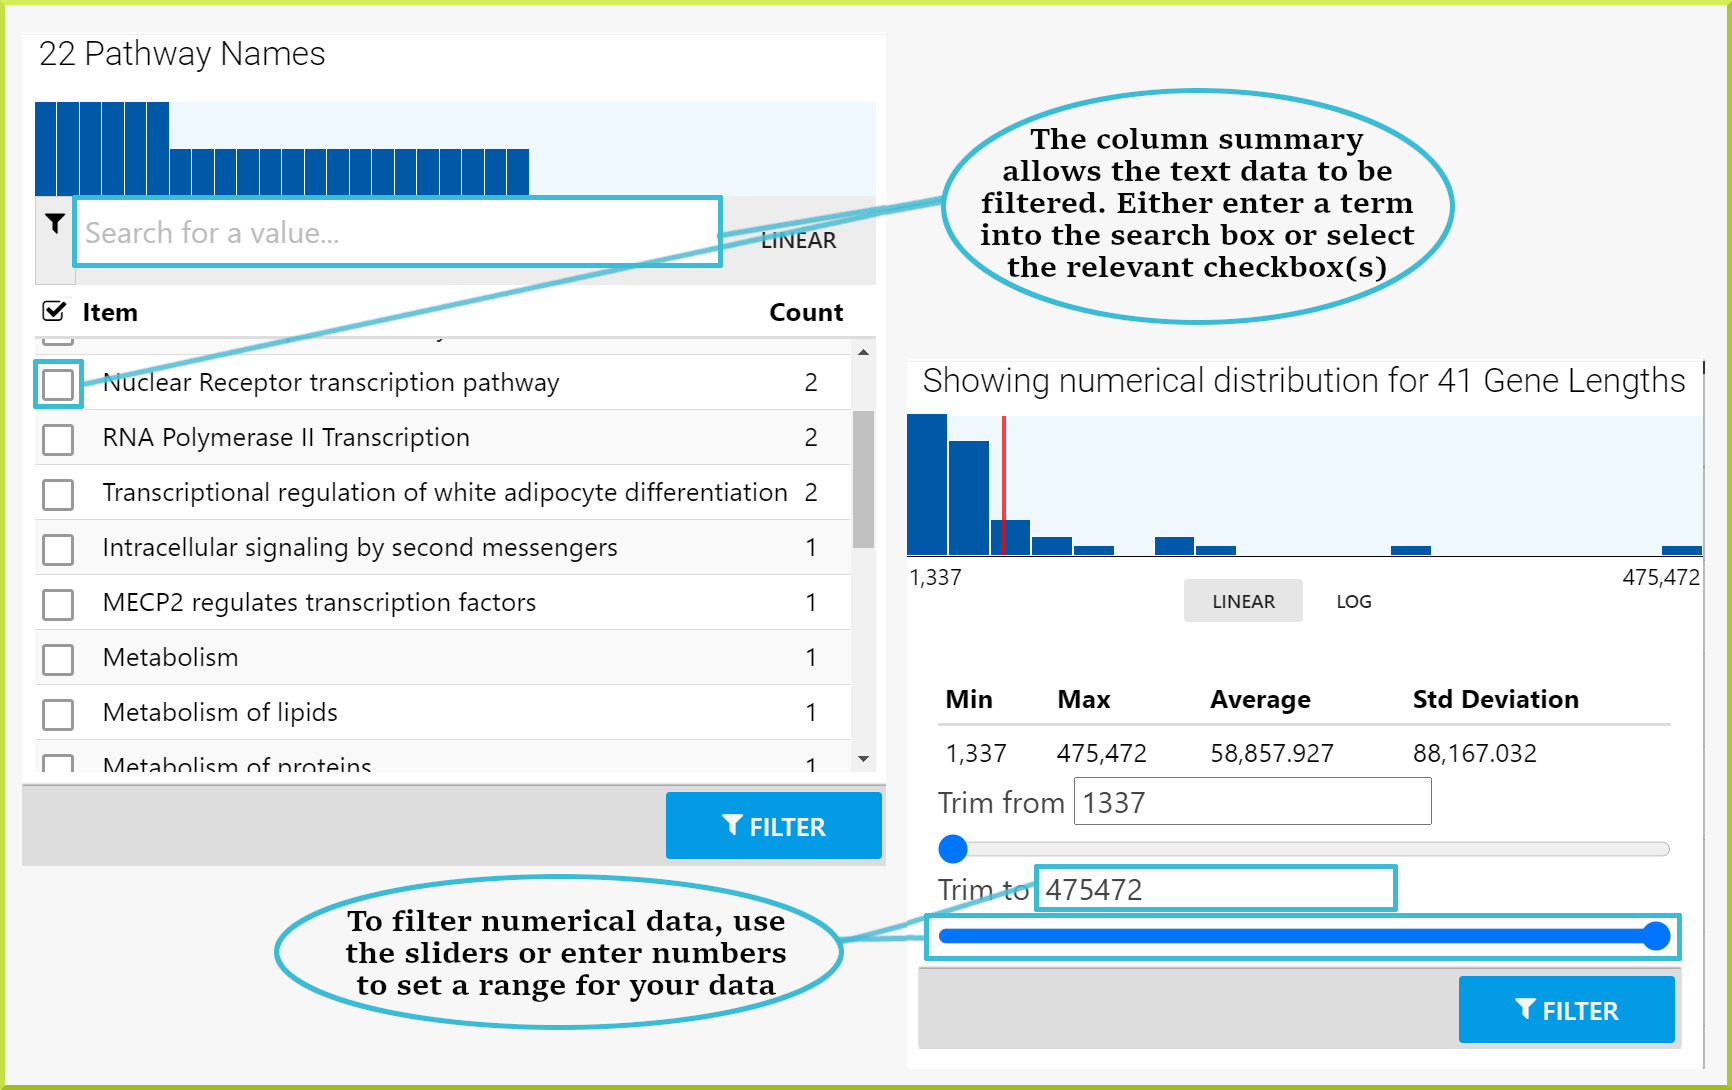 22 Pathway Names
Search for a value...
LINEAR
Item Count
Nuclear Receptor transcription pathway 2
RNA Polymerase II Transcription 2
Transcriptional regulation of white adipocyte differentiation 2
Intracellular signaling by second messengers 1
MECP2 regulates transcription factors 1
Metabolism 1
Metabolism of lipids 1
Metabolism of proteins 1
FILTER
The column summary
allows the text data to be
filtered. Either enter a term
into the search box or select
the relevant checkbox(s)
Showing numerical distribution for 41 Gene Lengths
1,337 475,472
LINEAR LOG
Min Max Average Std Deviation
1,337 475,472 58,857.927 88,167.032
Trim from 1337
Trim to 475472
FILTER
To filter numerical data, use
the sliders or enter numbers
to set a range for your data